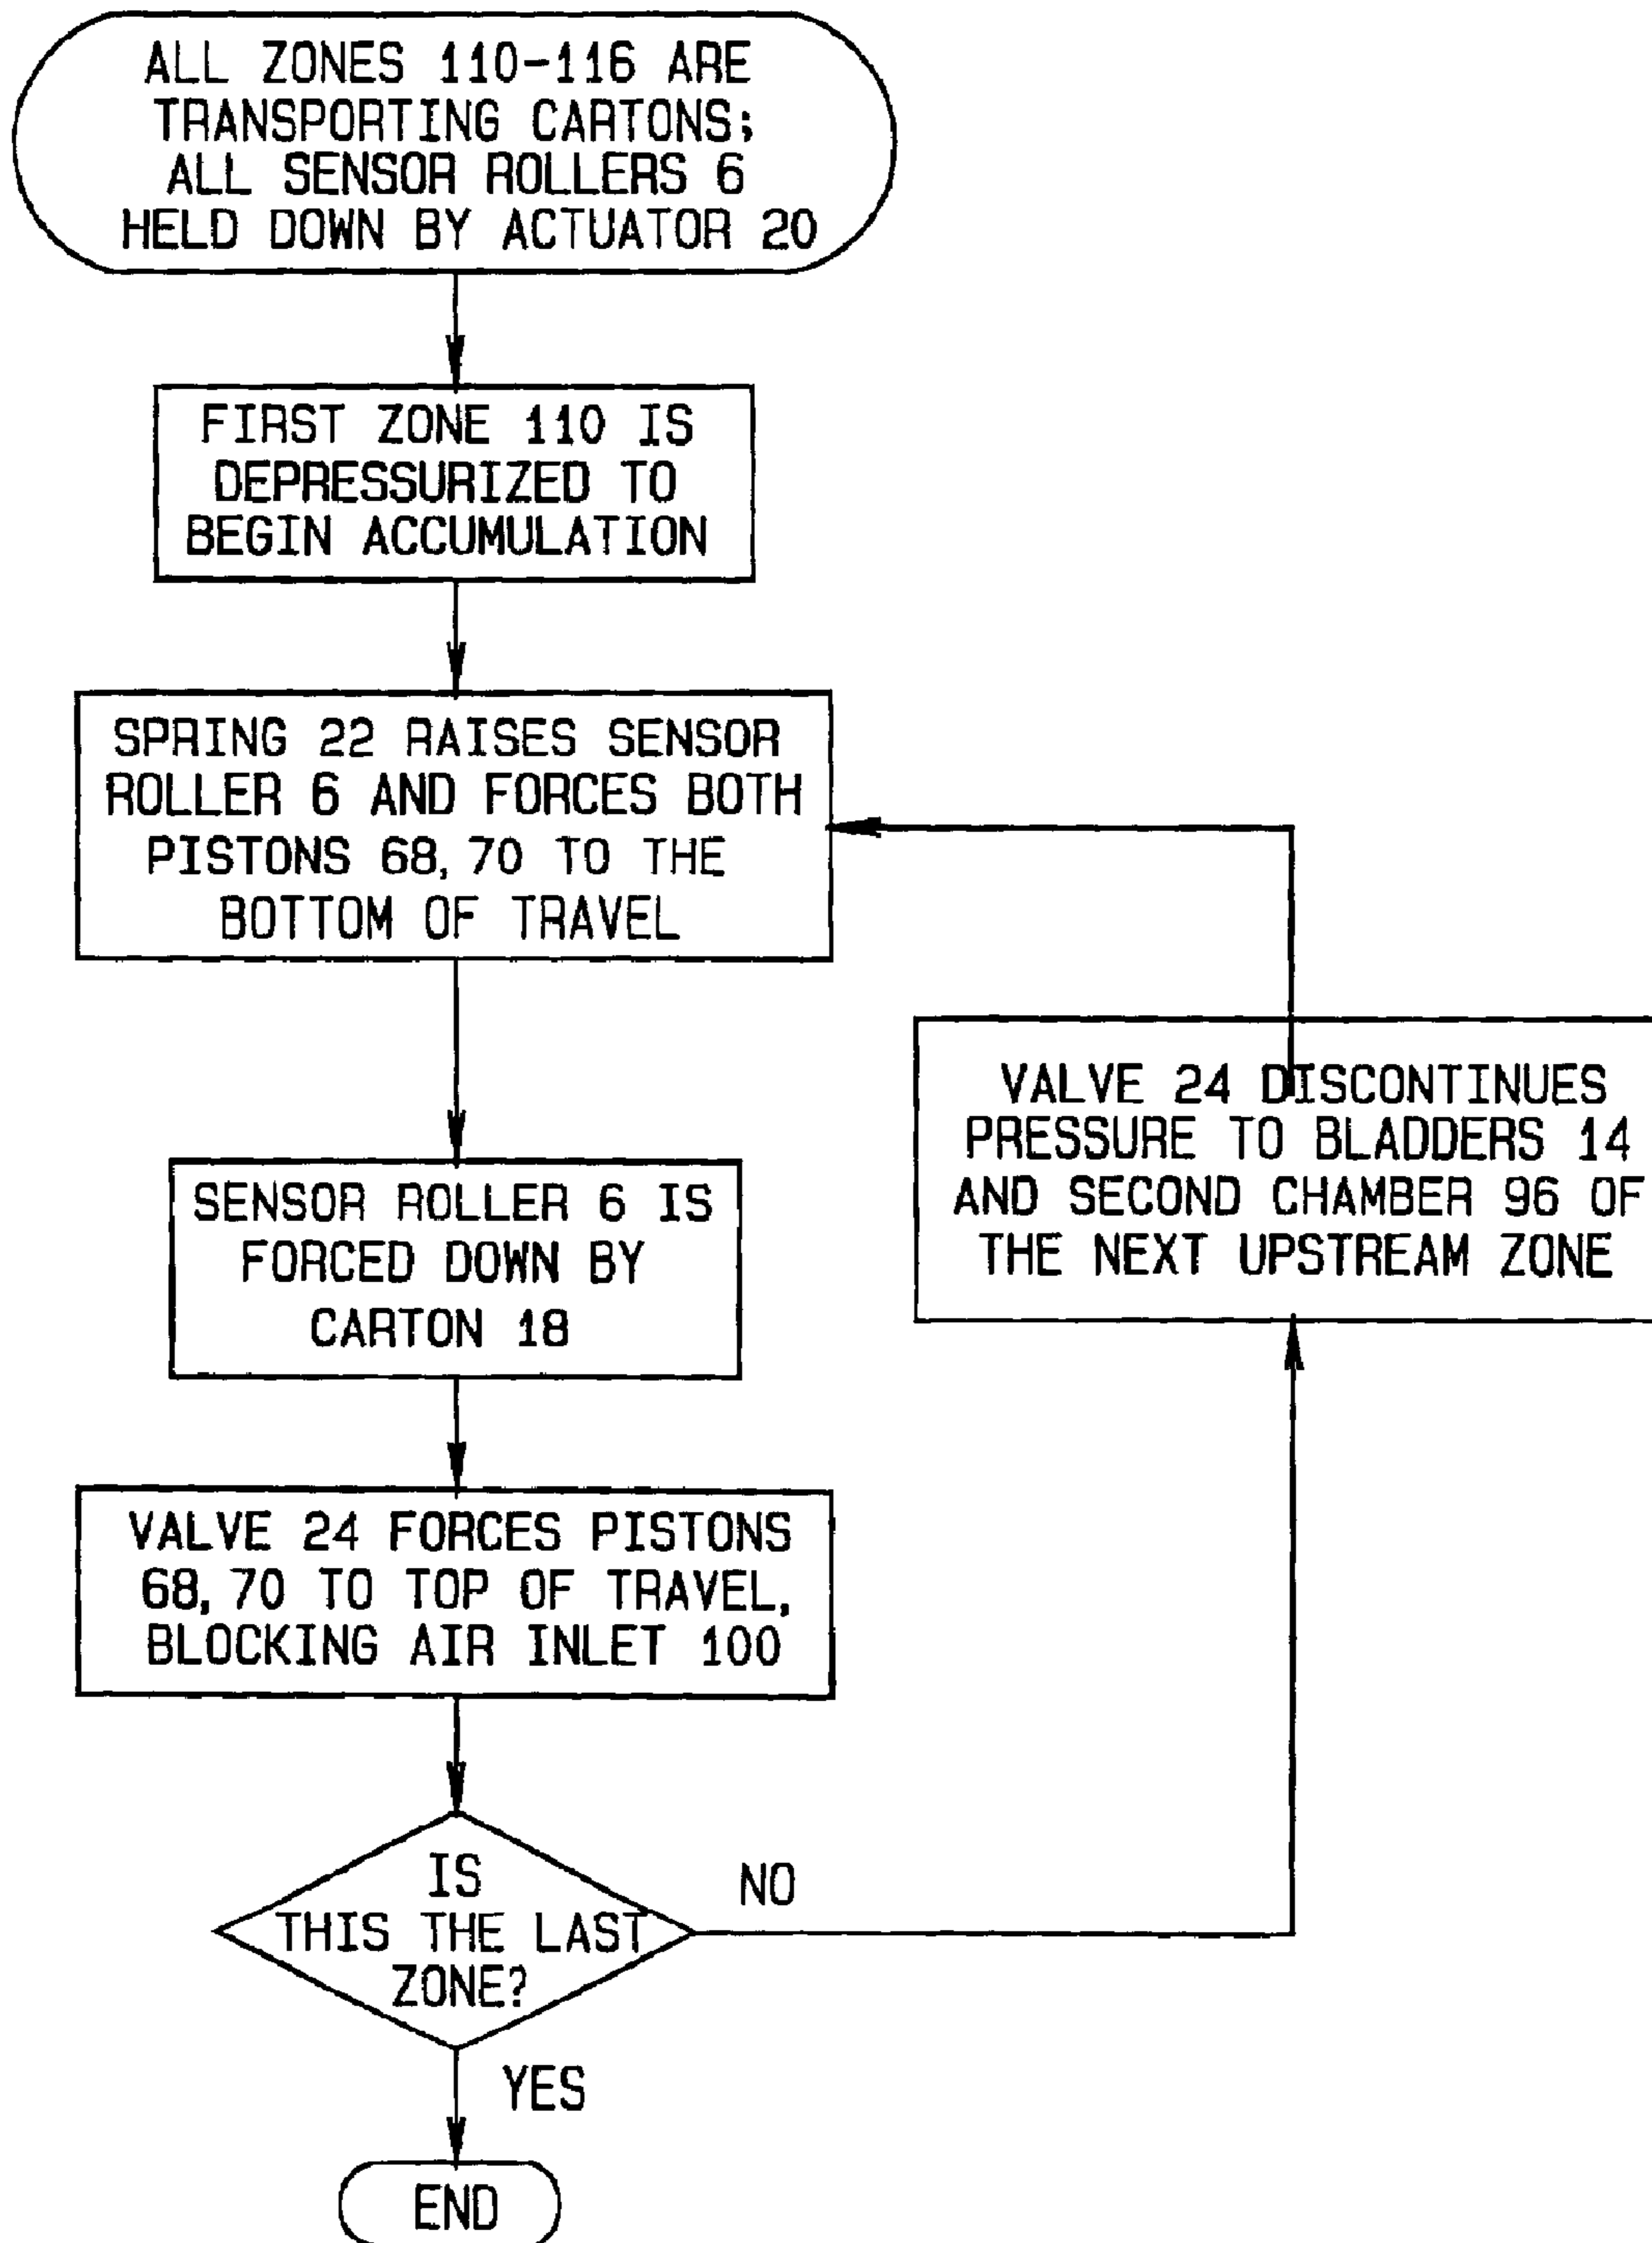 ALL ZONES 110-116 ARE
TRANSPORTING CARTONS;
ALL SENSOR ROLLERS 6
HELD DOWN BY ACTUATOR 20
FIRST ZONE 110 IS
DEPRESSURIZED TO
BEGIN ACCUMULATION
SPRING 22 RAISES SENSOR
ROLLER 6 AND FORCES BOTH
PISTONS 68, 70 TO THE
BOTTOM OF TRAVEL
SENSOR ROLLER 6 IS
FORCED DOWN BY
CARTON 18
VALVE 24 FORCES PISTONS
68, 70 TO TOP OF TRAVEL,
BLOCKING AIR INLET 100
IS
THIS THE LAST
ZONE?
NO
VALVE 24 DISCONTINUES
PRESSURE TO BLADDERS 14
AND SECOND CHAMBER 96 OF
THE NEXT UPSTREAM ZONE
YES
END